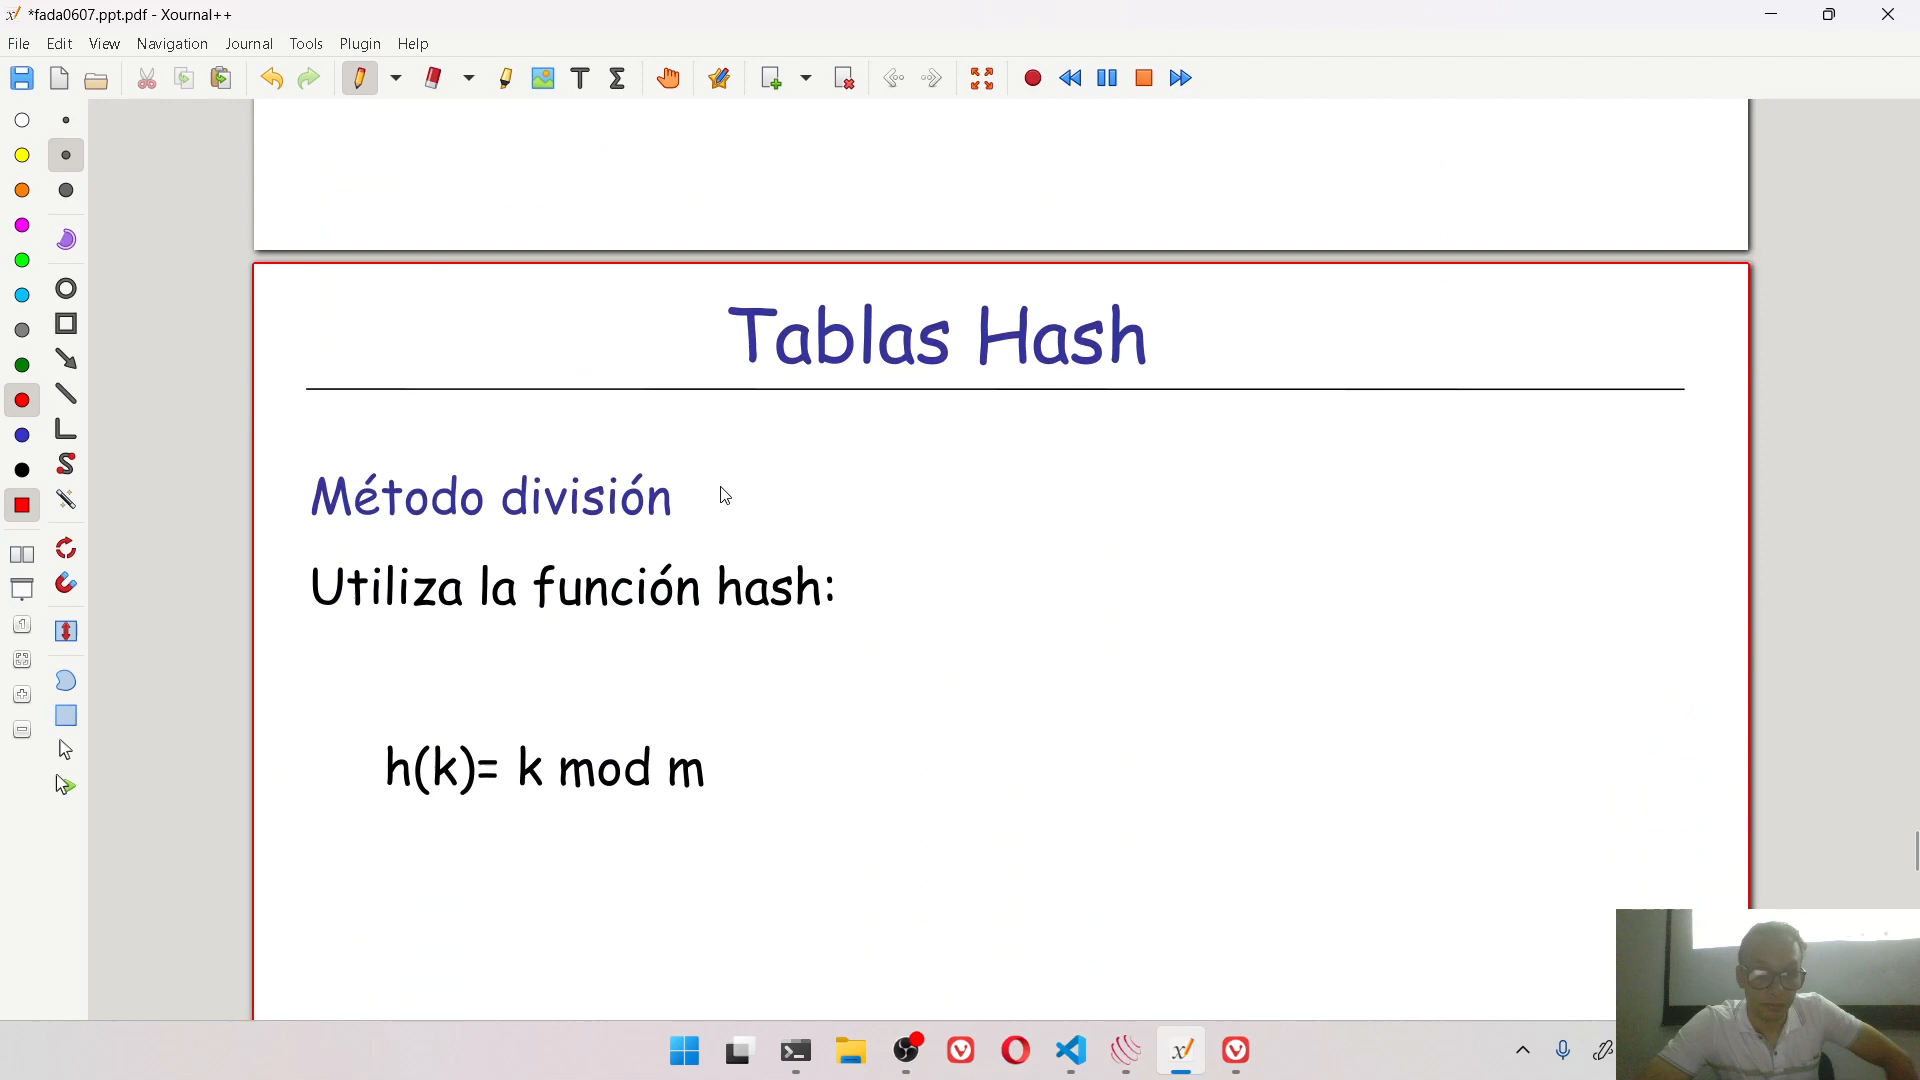 *fada0607.ppt.pdf - Xournal++
File Edit View Navigation Journal Tools Plugin Help
Tablas Hash
Método división
Utiliza la función hash:
h(k)= k mod m